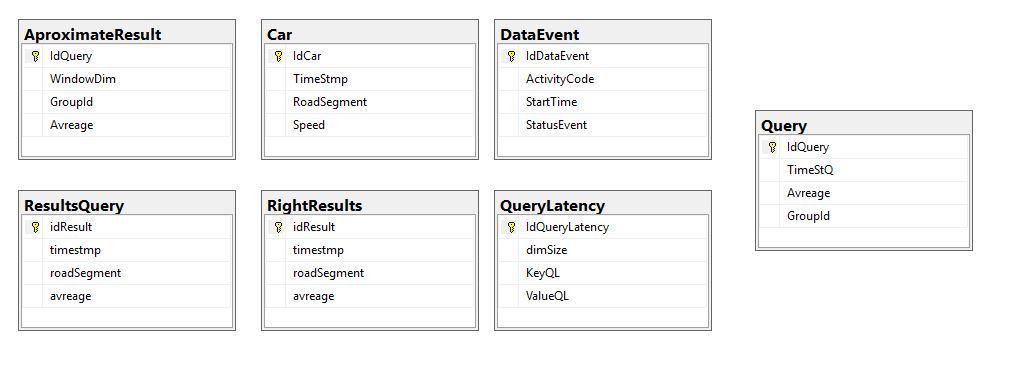 AproximateResult
IdQuery
WindowDim
GroupId
Avreage
Car
IdCar
TimeStmp
RoadSegment
Speed
DataEvent
IdDataEvent
ActivityCode
StartTime
StatusEvent
Query
IdQuery
TimeStQ
Avreage
GroupId
ResultsQuery
idResult
timestmp
roadSegment
avreage
RightResults
idResult
timestmp
roadSegment
avreage
QueryLatency
IdQueryLatency
dimSize
KeyQL
ValueQL